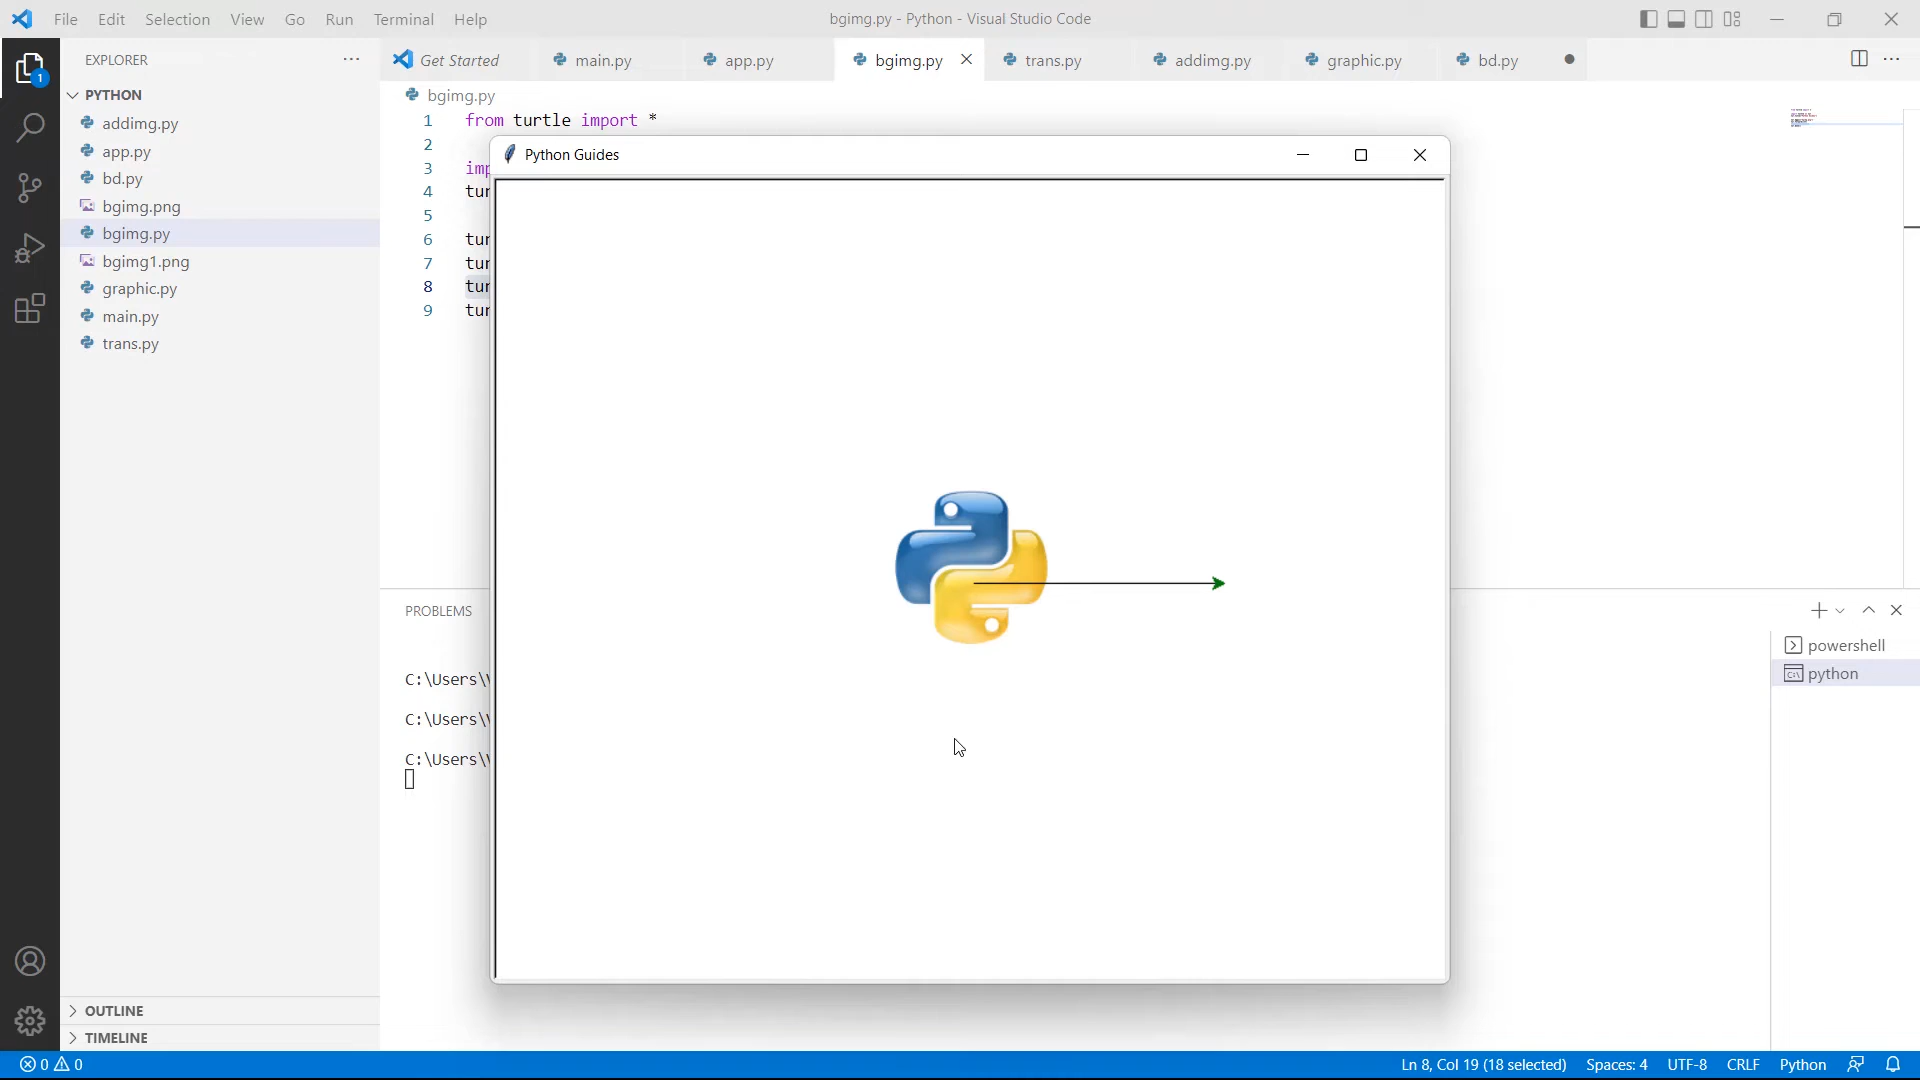 File Edit Selection View Go Run Terminal Help
bgimg.py - Python - Visual Studio Code
EXPLORER
Get Started main.py app.py bgimg.py trans.py addimg.py graphic.py bd.py
1
PYTHON
addimg.py
app.py
bd.py
bgimg.png
bgimg.py
bgimg1.png
graphic.py
main.py
trans.py
OUTLINE
TIMELINE
bgimg.py
1 from turtle import *
2
3 imp
4 tur
5
6 tur
7 tur
8 tur
9 tur
Python Guides
PROBLEMS
C:\Users\
C:\Users\
C:\Users\
powershell
python
0 0
Ln 8, Col 19 (18 selected) Spaces: 4 UTF-8 CRLF Python